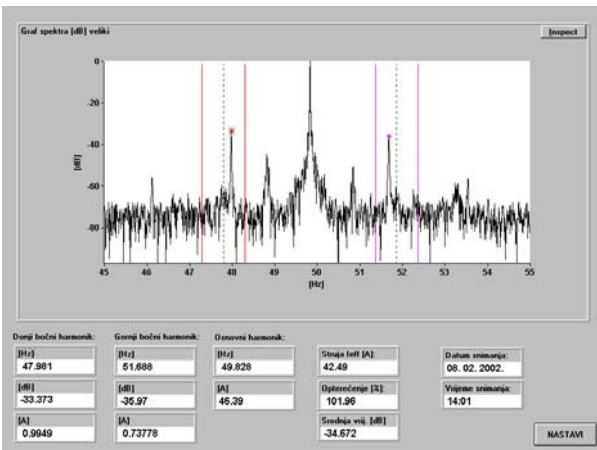 Graf spektra [dB] veliki
Inspect
0
-20
-40
-60
-80
[dB]
45 46 47 48 49 50 51 52 53 54 55
[Hz]
Donji bočni harmonik: Gornji bočni harmonik: Osnovni harmonik:
[Hz] [Hz] [Hz] Struja Ieff [A]: Datum snimanja:
47.981 51.688 49.828 42.49 08. 02. 2002.
[dB] [dB] [A] Opterećenje [%]: Vrijeme snimanja:
-33.373 -35.97 46.39 101.96 14:01
[A] [A] Srednja vrij. [dB]
0.9949 0.73778 -34.672
NASTAVI